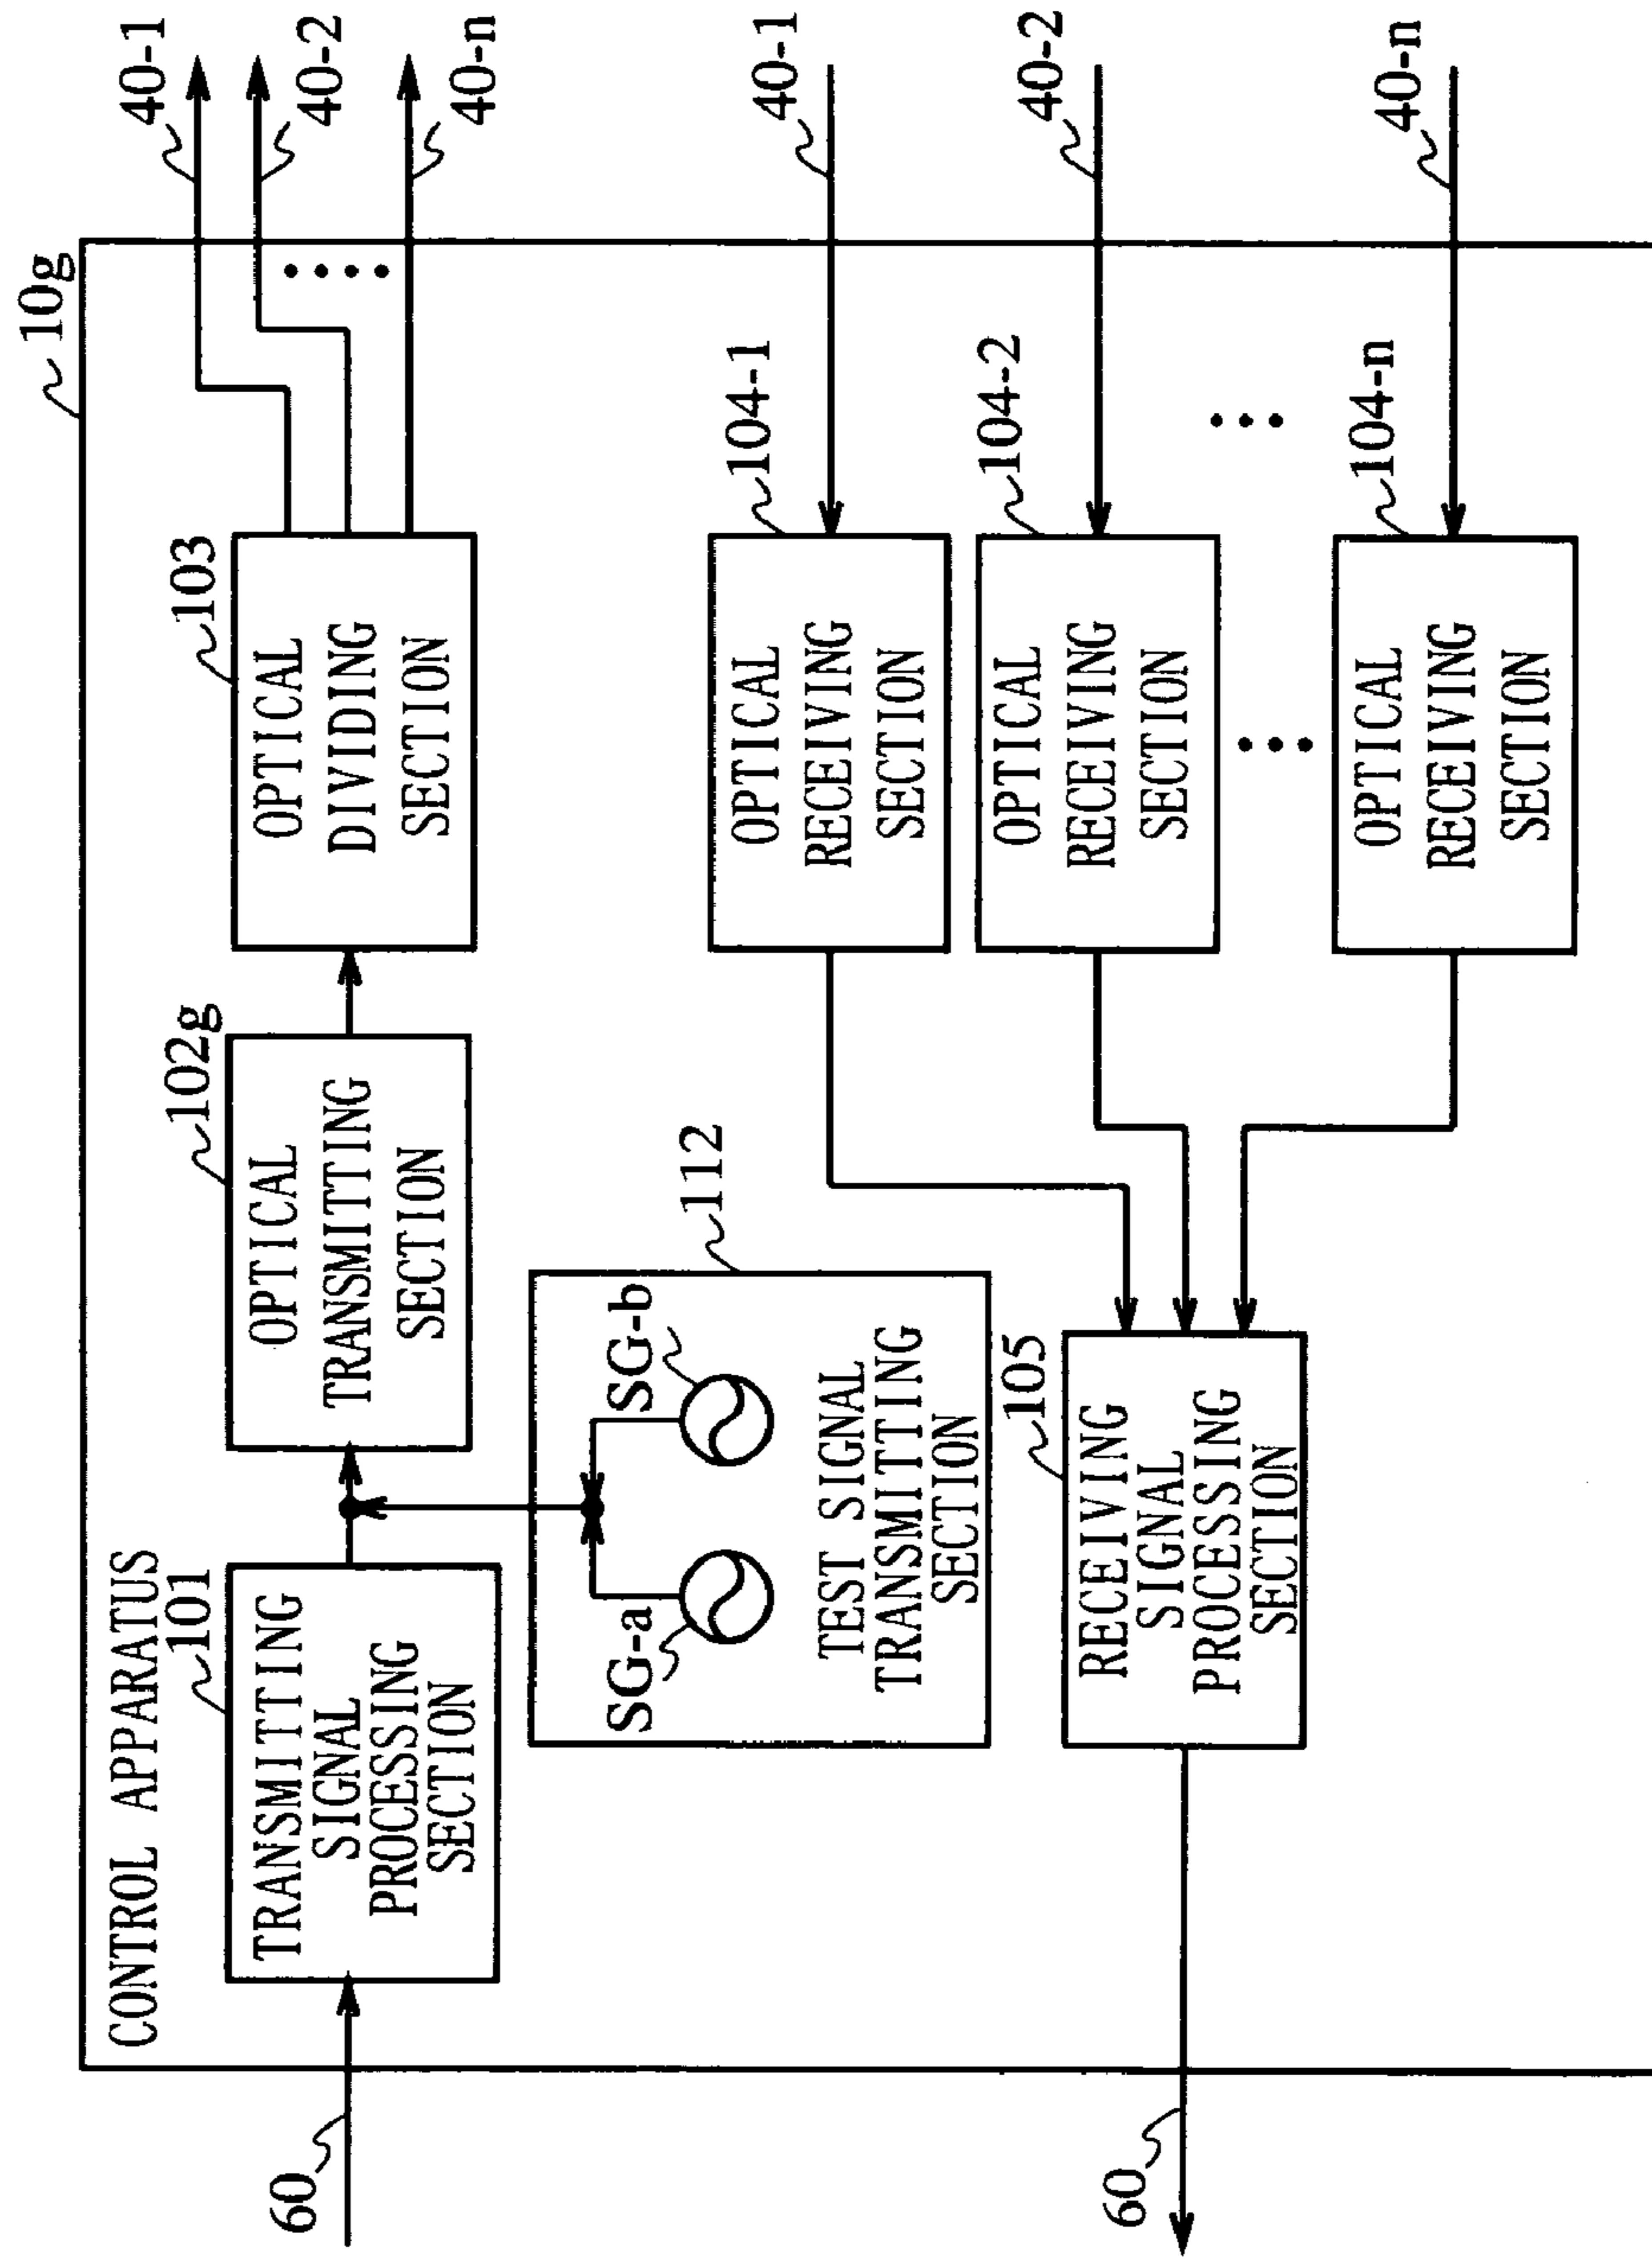 10g
CONTROL APPARATUS
60
101
TRANSMITTING
SIGNAL
PROCESSING
SECTION
102g
OPTICAL
TRANSMITTING
SECTION
103
OPTICAL
DIVIDING
SECTION
40-1
40-2
40-n
112
SG-a
SG-b
TEST SIGNAL
TRANSMITTING
SECTION
104-1
OPTICAL
RECEIVING
SECTION
40-1
104-2
OPTICAL
RECEIVING
SECTION
40-2
104-n
OPTICAL
RECEIVING
SECTION
40-n
105
RECEIVING
SIGNAL
PROCESSING
SECTION
60